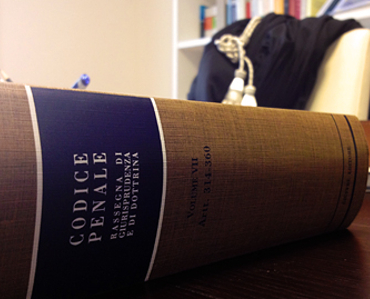 CODICE
PENALE
RASSEGNA DI
GIURISPRUDENZA
E DI DOTTRINA
VOLUME VII
Artt. 314-360